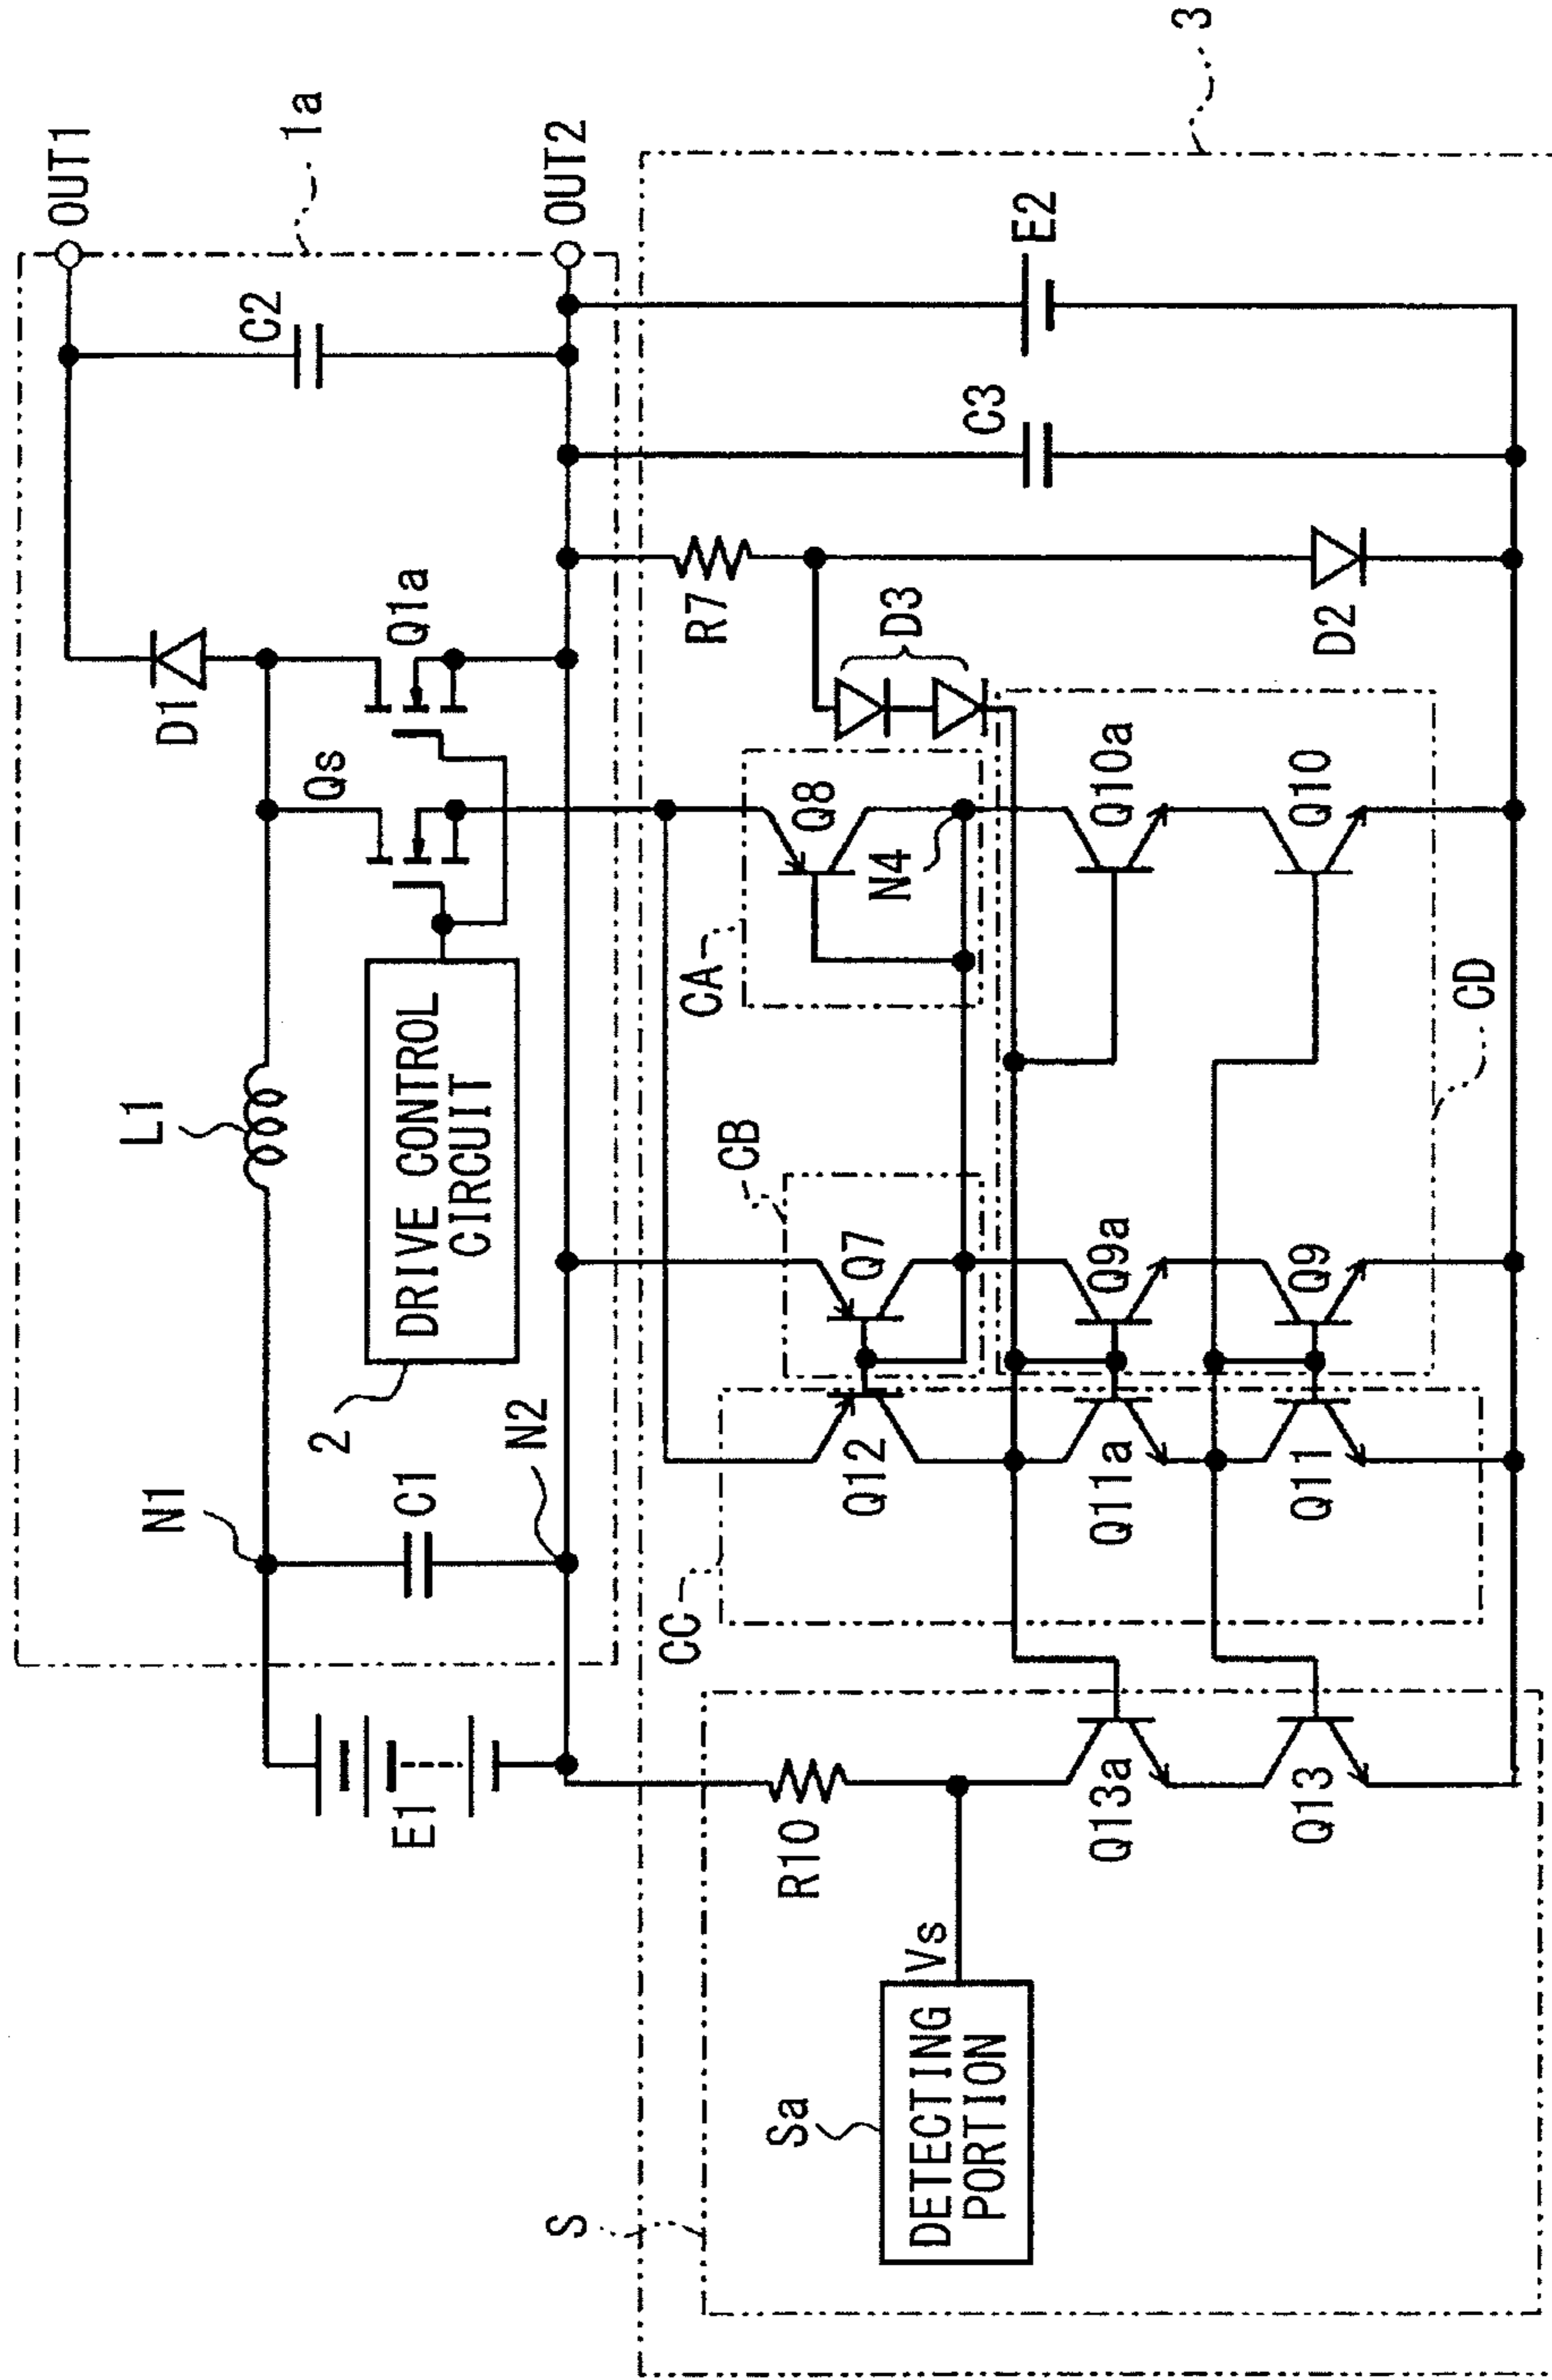 OUT1
1a
OUT2
C2
D1
Q1a
Qs
L1
DRIVE CONTROL
CIRCUIT
2
N1
C1
N2
E1
3
E2
C3
R7
D3
D2
Q8
N4
CA
Q10a
Q10
CD
CB
Q7
Q9a
Q9
Q12
Q11a
Q11
CC
R10
Q13a
Q13
Vs
Sa
DETECTING
PORTION
S